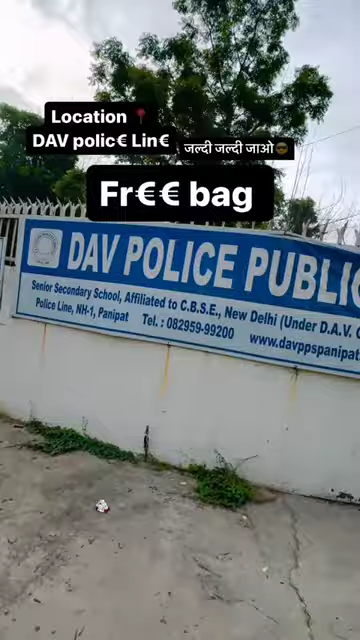 Location 📍
DAV polic€ Lin€
जल्दी जल्दी जाओ😎
Fr€€ bag
DAV POLICE PUBLIC
Senior Secondary School, Affiliated to C.B.S.E., New Delhi (Under D.A.V.
Police Line, NH-1, Panipat Tel. : 082959-99200 www.davppspanipat.